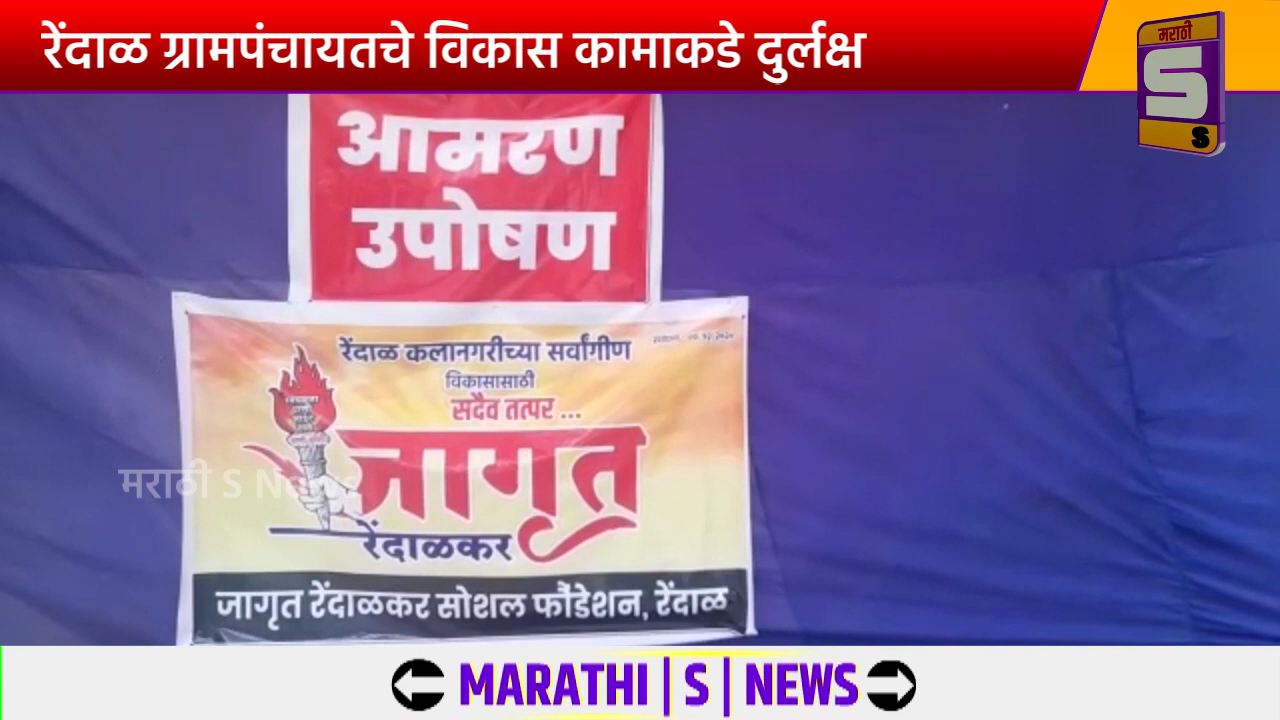 रेंदाळ ग्रामपंचायतचे विकास कामाकडे दुर्लक्ष
मराठी
S
S
आमरण
उपोषण
रेंदाळ कलानगरीच्या सर्वांगीण
विकासासाठी
सदैव तत्पर ...
जागृत
रेंदाळकर
जागृत रेंदाळकर सोशल फौंडेशन, रेंदाळ
मराठी S News
MARATHI | S | NEWS